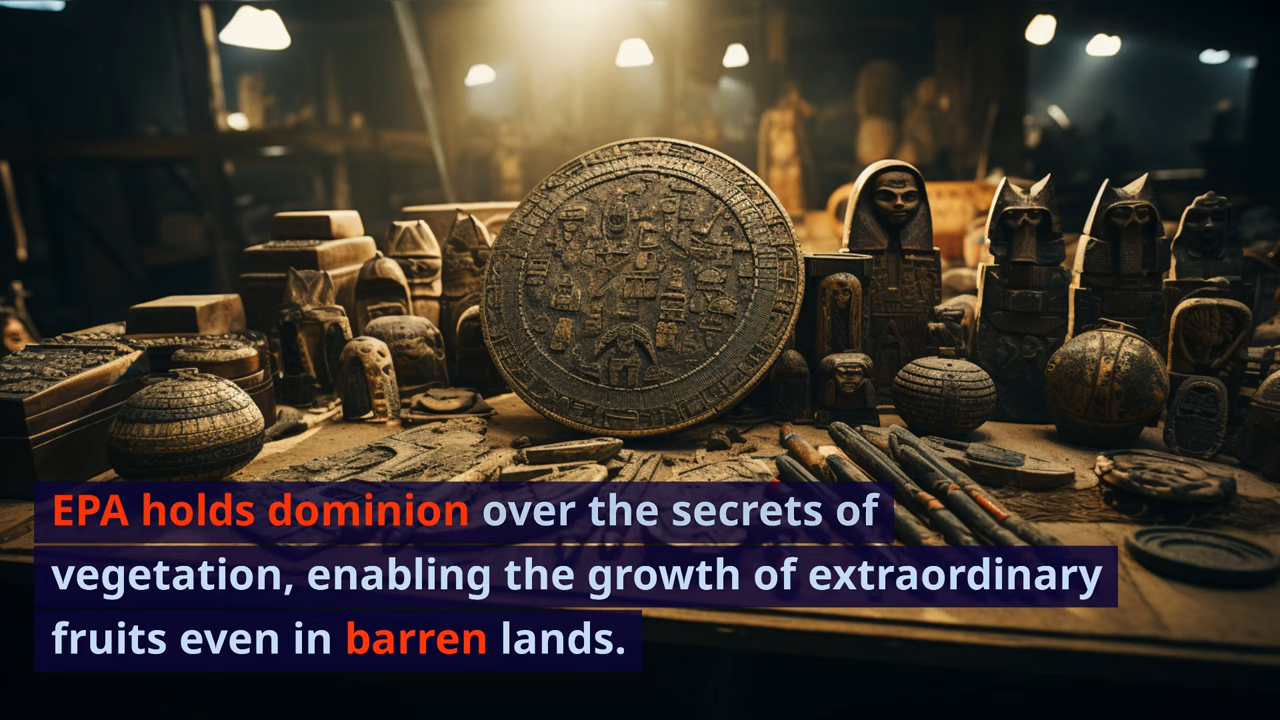 EPA holds dominion over the secrets of
vegetation, enabling the growth of extraordinary
fruits even in barren lands.